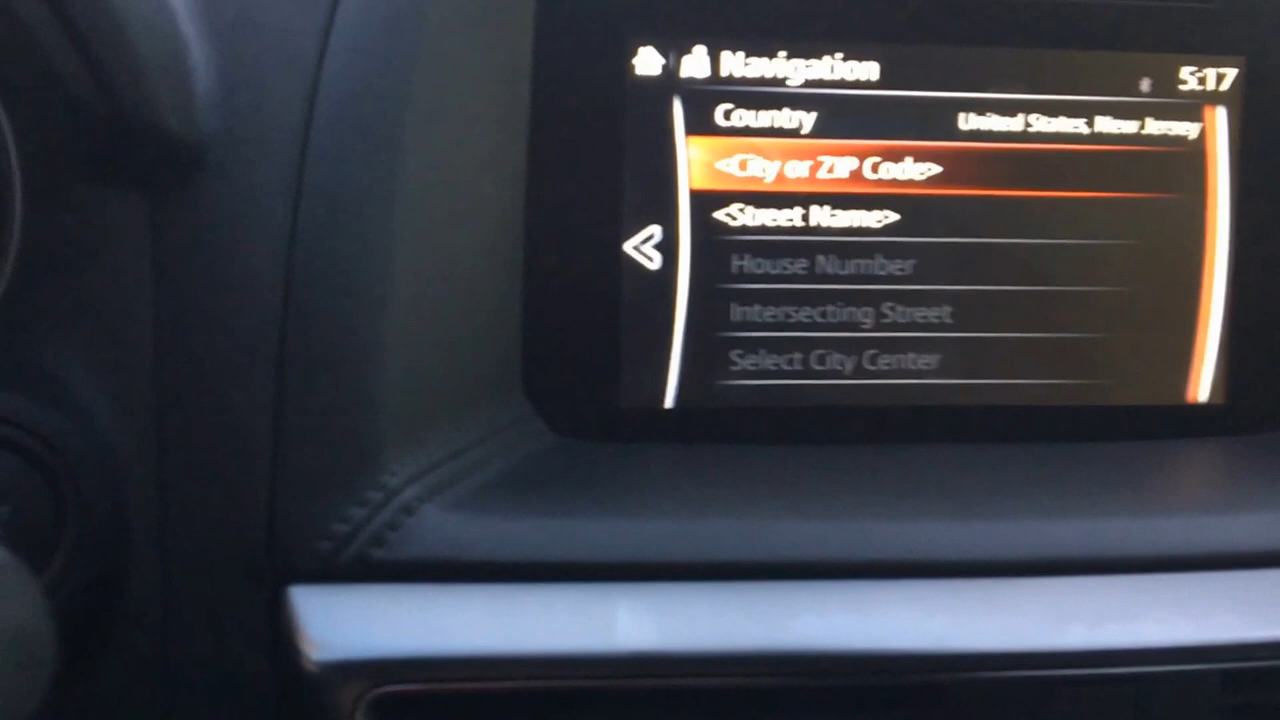 Navigation 5:17
Country United States, New Jersey
<City or ZIP Code>
<Street Name>
House Number
Intersecting Street
Select City Center